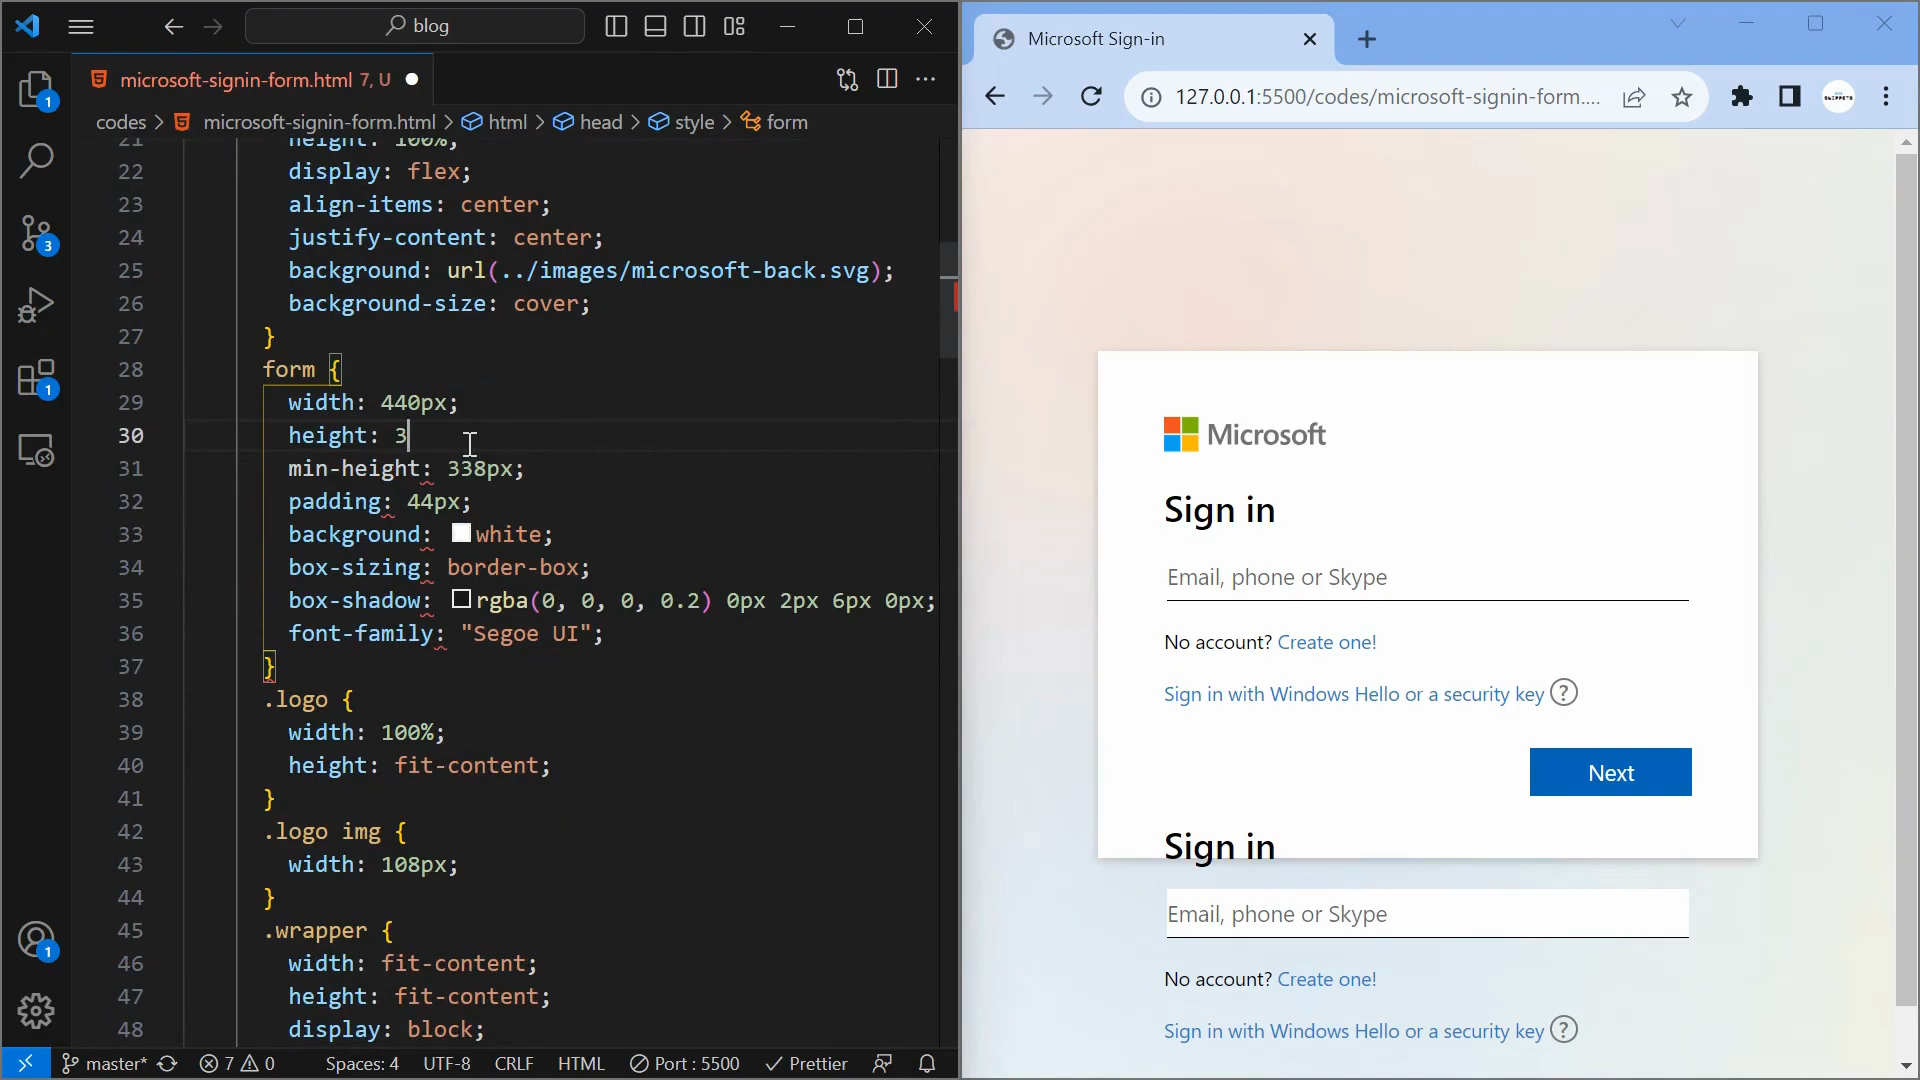 blog
microsoft-signin-form.html 7, U
codes > microsoft-signin-form.html > html > head > style > form
21 height: 100%;
22 display: flex;
23 align-items: center;
24 justify-content: center;
25 background: url(../images/microsoft-back.svg);
26 background-size: cover;
27 }
28 form {
29 width: 440px;
30 height: 3
31 min-height: 338px;
32 padding: 44px;
33 background: white;
34 box-sizing: border-box;
35 box-shadow: rgba(0, 0, 0, 0.2) 0px 2px 6px 0px;
36 font-family: "Segoe UI";
37 }
38 .logo {
39 width: 100%;
40 height: fit-content;
41 }
42 .logo img {
43 width: 108px;
44 }
45 .wrapper {
46 width: fit-content;
47 height: fit-content;
48 display: block;
1
3
1
1
master* 7 0 Spaces: 4 UTF-8 CRLF HTML Port : 5500 Prettier
Microsoft Sign-in
127.0.0.1:5500/codes/microsoft-signin-form....
Microsoft
Sign in
Email, phone or Skype
No account? Create one!
Sign in with Windows Hello or a security key ?
Next
Sign in
Email, phone or Skype
No account? Create one!
Sign in with Windows Hello or a security key ?